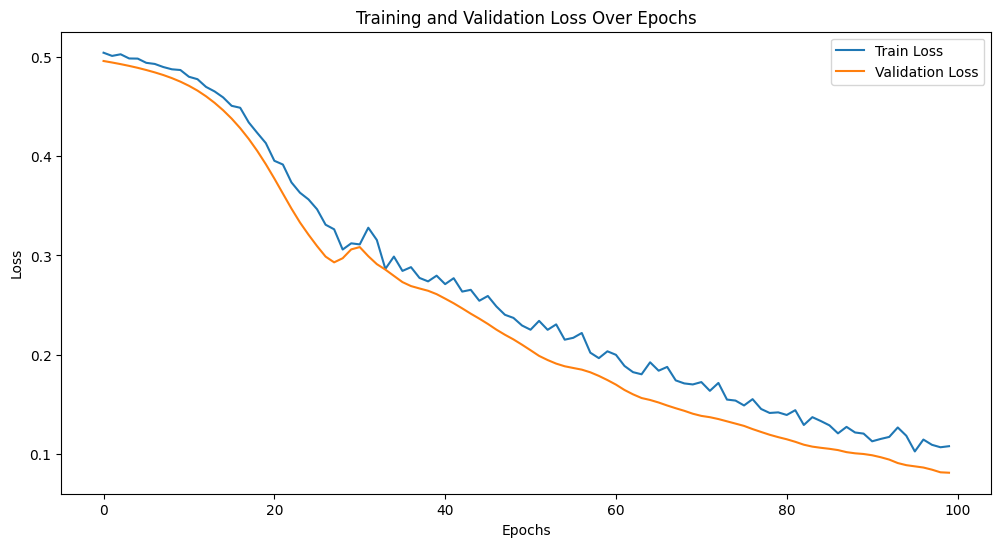 Training and Validation Loss Over Epochs
Train Loss
Validation Loss
0.5
0.4
0.3
0.2
0.1
Loss
0 20 40 60 80 100
Epochs